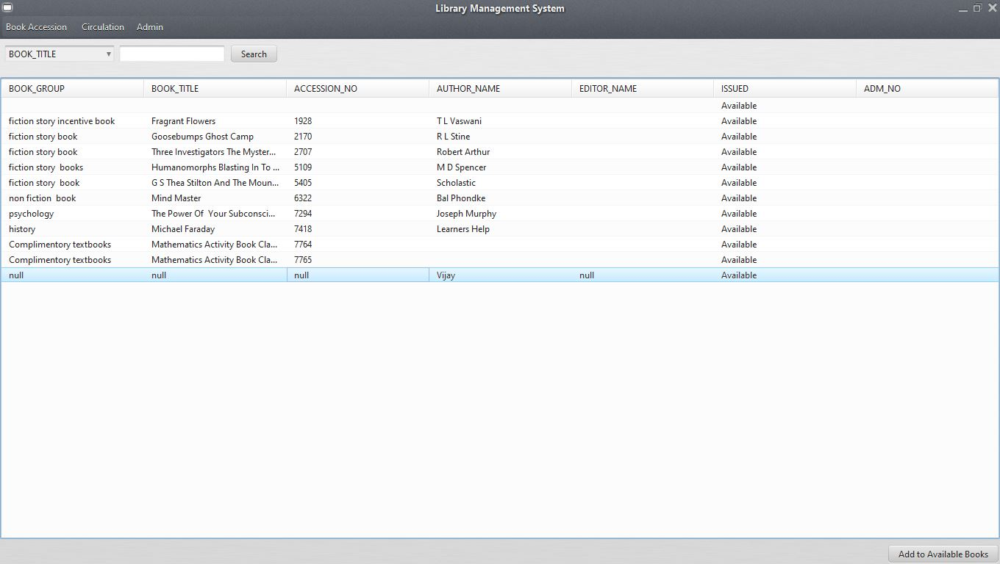 Library Management System
Book Accession Circulation Admin
BOOK_TITLE Search
BOOK_GROUP BOOK_TITLE ACCESSION_NO AUTHOR_NAME EDITOR_NAME ISSUED ADM_NO
Available
fiction story incentive book Fragrant Flowers 1928 T L Vaswani Available
fiction story book Goosebumps Ghost Camp 2170 R L Stine Available
fiction story book Three Investigators The Myster... 2707 Robert Arthur Available
fiction story  books Humanomorphs Blasting In To ... 5109 M D Spencer Available
fiction story  book G S Thea Stilton And The Moun... 5405 Scholastic Available
non fiction  book Mind Master 6322 Bal Phondke Available
psychology The Power Of  Your Subconsci... 7294 Joseph Murphy Available
history Michael Faraday 7418 Learners Help Available
Complimentory textbooks Mathematics Activity Book Cla... 7764 Available
Complimentory textbooks Mathematics Activity Book Cla... 7765 Available
null null null Vijay null Available
Add to Available Books